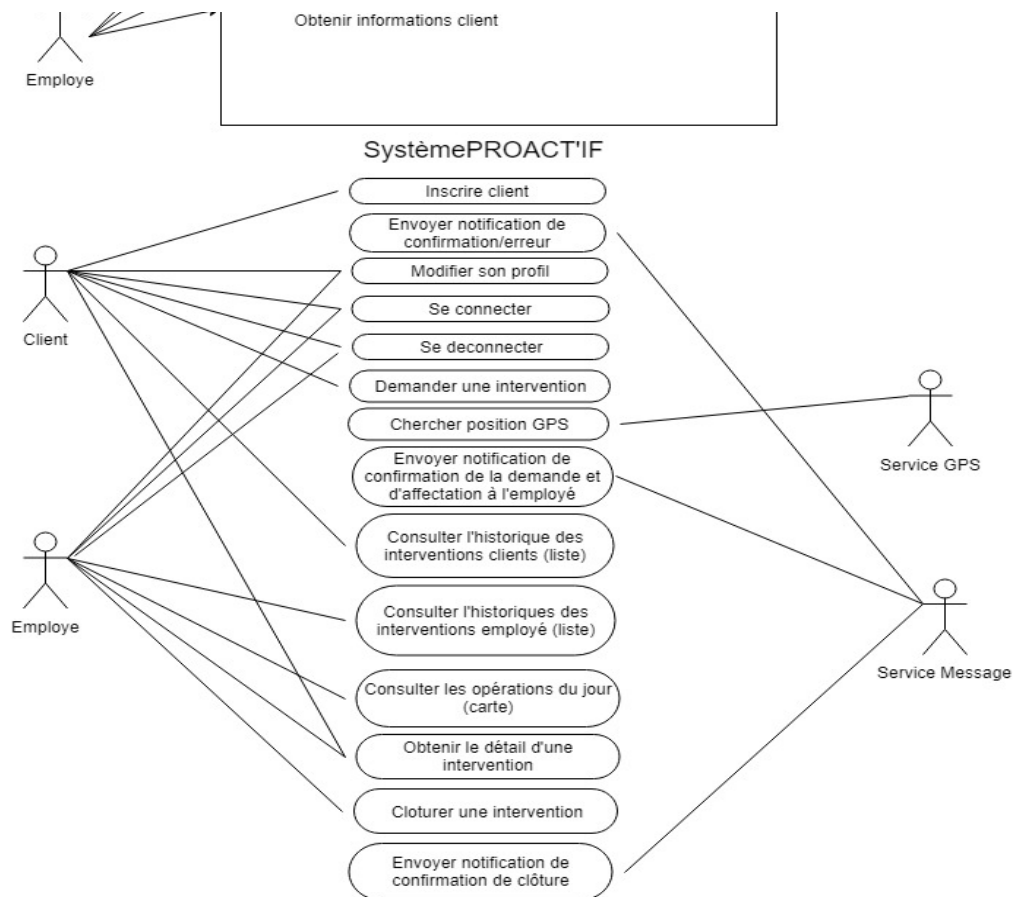 Obtenir informations client
Employe
SystèmePROACT'IF
Inscrire client
Envoyer notification de
confirmation/erreur
Modifier son profil
Se connecter
Client
Se deconnecter
Demander une intervention
Chercher position GPS
Service GPS
Envoyer notification de
confirmation de la demande et
d'affectation à l'employé
Consulter l'historique des
interventions clients (liste)
Employe
Consulter l'historiques des
interventions employé (liste)
Service Message
Consulter les opérations du jour
(carte)
Obtenir le détail d'une
intervention
Cloturer une intervention
Envoyer notification de
confirmation de clôture